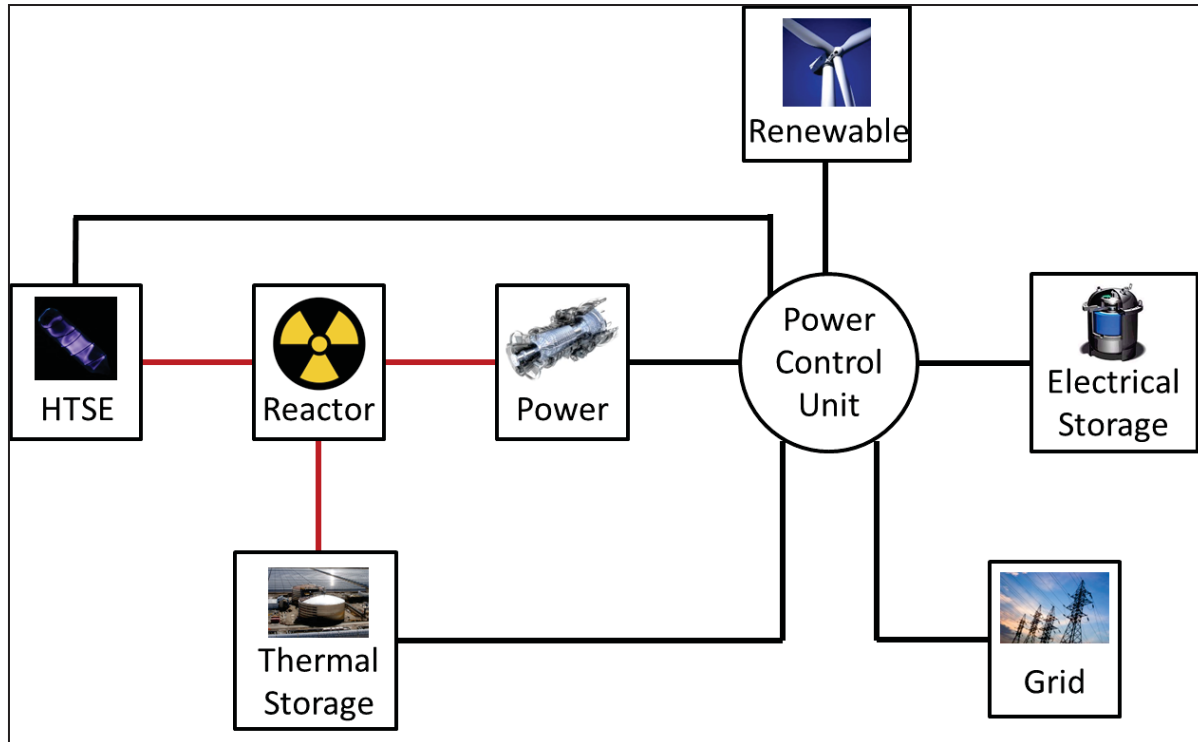 Renewable
HTSE
Reactor
Power
Power
Control
Unit
Electrical
Storage
Thermal
Storage
Grid